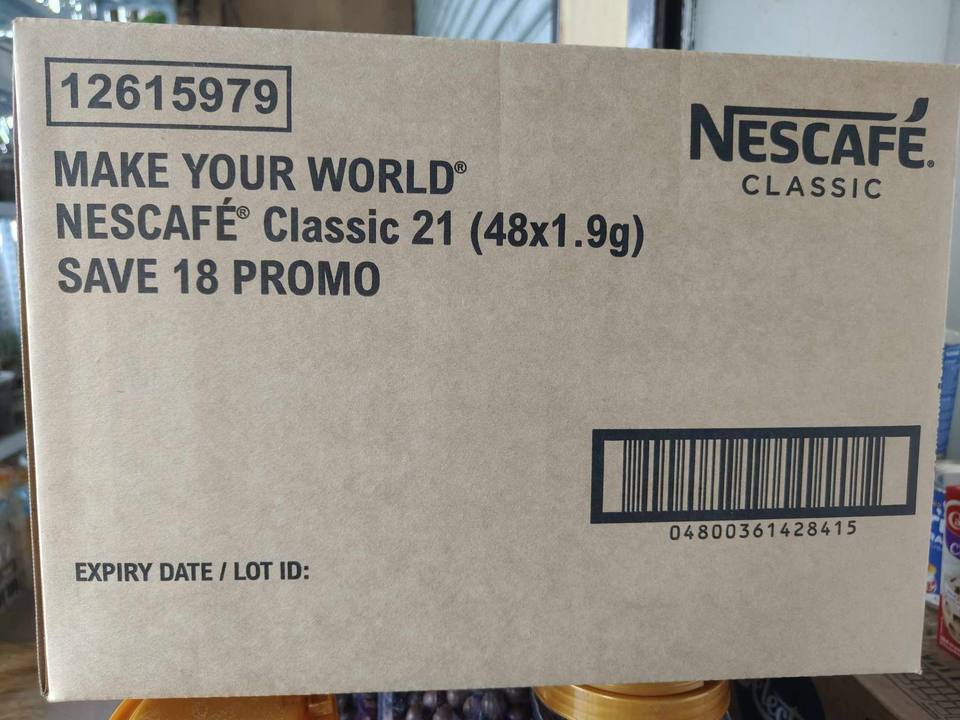 12615979
MAKE YOUR WORLD®
NESCAFÉ® Classic 21 (48x1.9g)
SAVE 18 PROMO
NESCAFÉ®
CLASSIC
04800361428415
EXPIRY DATE / LOT ID: